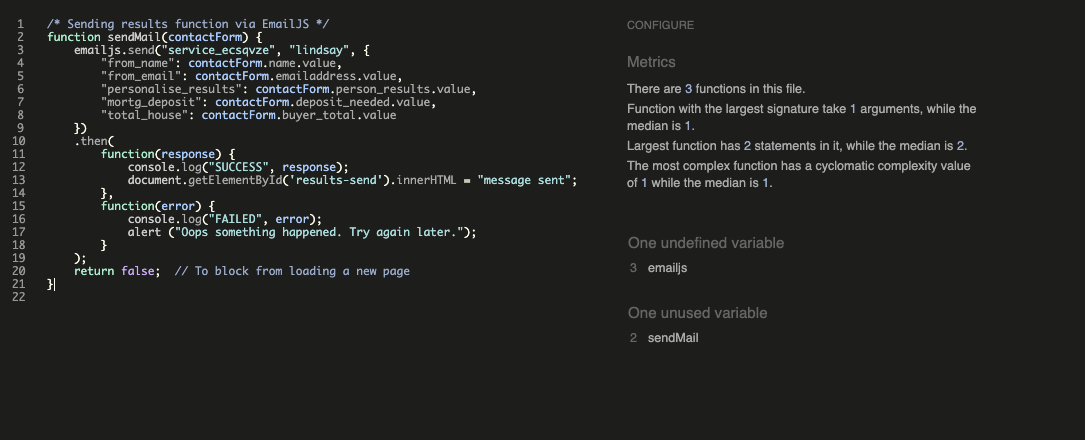 1 /* Sending results function via EmailJS */
2 function sendMail(contactForm) {
3 emailjs.send("service_ecsqvze", "lindsay", {
4 "from_name": contactForm.name.value,
5 "from_email": contactForm.emailaddress.value,
6 "personalise_results": contactForm.person_results.value,
7 "mortg_deposit": contactForm.deposit_needed.value,
8 "total_house": contactForm.buyer_total.value
9 })
10 .then(
11 function(response) {
12 console.log("SUCCESS", response);
13 document.getElementById('results-send').innerHTML = "message sent";
14 },
15 function(error) {
16 console.log("FAILED", error);
17 alert ("Oops something happened. Try again later.");
18 }
19 );
20 return false;  // To block from loading a new page
21 }
22
CONFIGURE
Metrics
There are 3 functions in this file.
Function with the largest signature take 1 arguments, while the
median is 1.
Largest function has 2 statements in it, while the median is 2.
The most complex function has a cyclomatic complexity value
of 1 while the median is 1.
One undefined variable
3 emailjs
One unused variable
2 sendMail